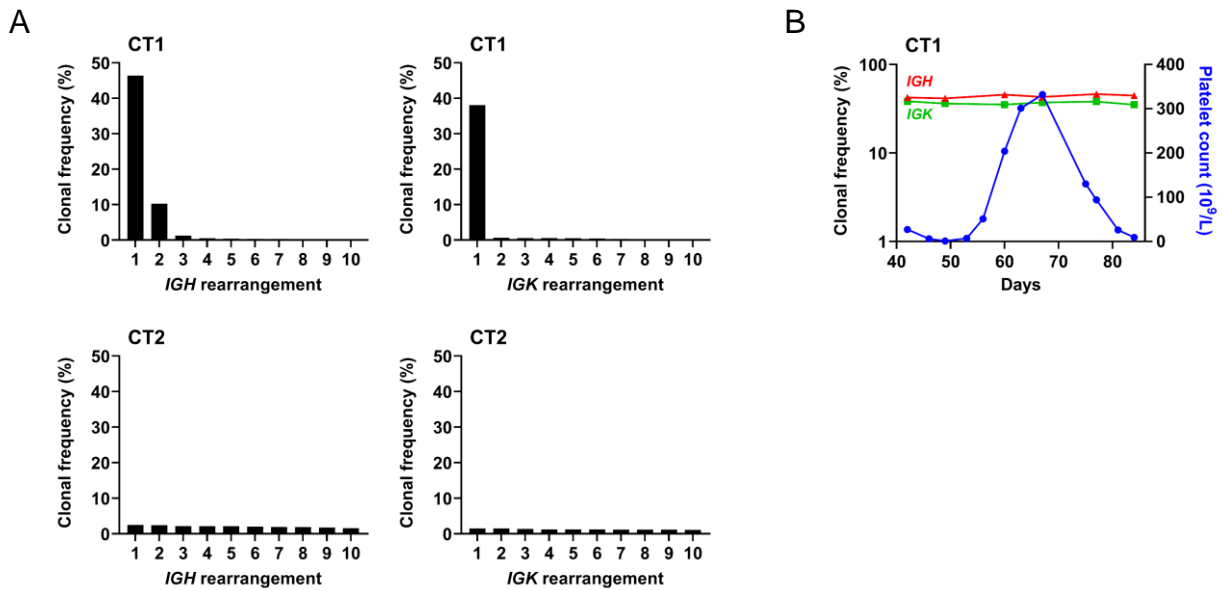 A
CT1
Clonal frequency (%)
50
40
30
20
10
0
1 2 3 4 5 6 7 8 9 10
IGH rearrangement
CT1
Clonal frequency (%)
50
40
30
20
10
0
1 2 3 4 5 6 7 8 9 10
IGK rearrangement
B
CT1
Clonal frequency (%)
100
10
1
IGH
IGK
400
300
200
100
0
Platelet count (10⁹/L)
40 50 60 70 80
Days
CT2
Clonal frequency (%)
50
40
30
20
10
0
1 2 3 4 5 6 7 8 9 10
IGH rearrangement
CT2
Clonal frequency (%)
50
40
30
20
10
0
1 2 3 4 5 6 7 8 9 10
IGK rearrangement